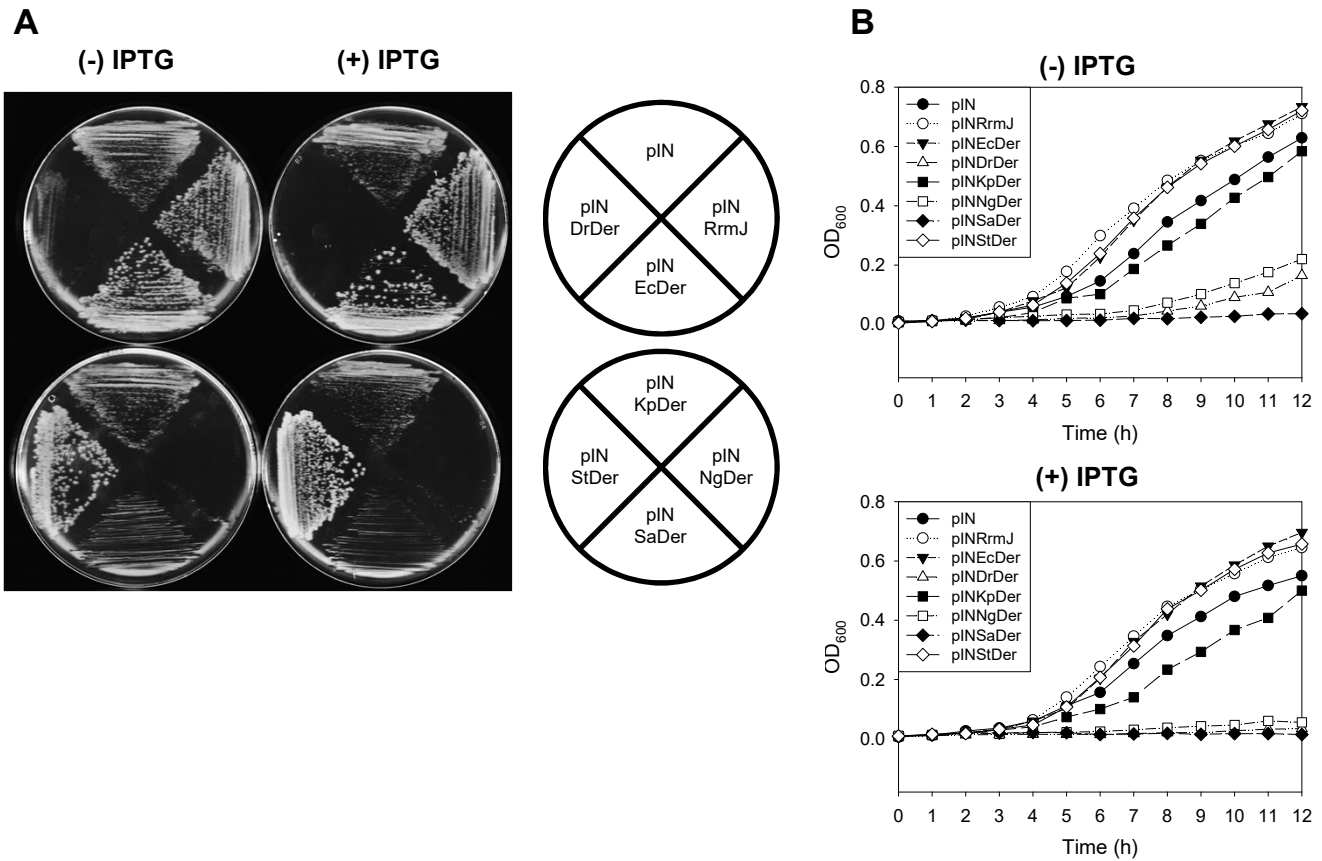 A
(-) IPTG
(+) IPTG
pIN
pIN
DrDer
pIN
RrmJ
pIN
EcDer
pIN
KpDer
pIN
StDer
pIN
NgDer
pIN
SaDer
B
(-) IPTG
0.8
0.6
0.4
0.2
0.0
OD600
pIN
pINRrmJ
pINEcDer
pINDrDer
pINKpDer
pINNgDer
pINSaDer
pINStDer
0 1 2 3 4 5 6 7 8 9 10 11 12
Time (h)
(+) IPTG
0.8
0.6
0.4
0.2
0.0
OD600
pIN
pINRrmJ
pINEcDer
pINDrDer
pINKpDer
pINNgDer
pINSaDer
pINStDer
0 1 2 3 4 5 6 7 8 9 10 11 12
Time (h)